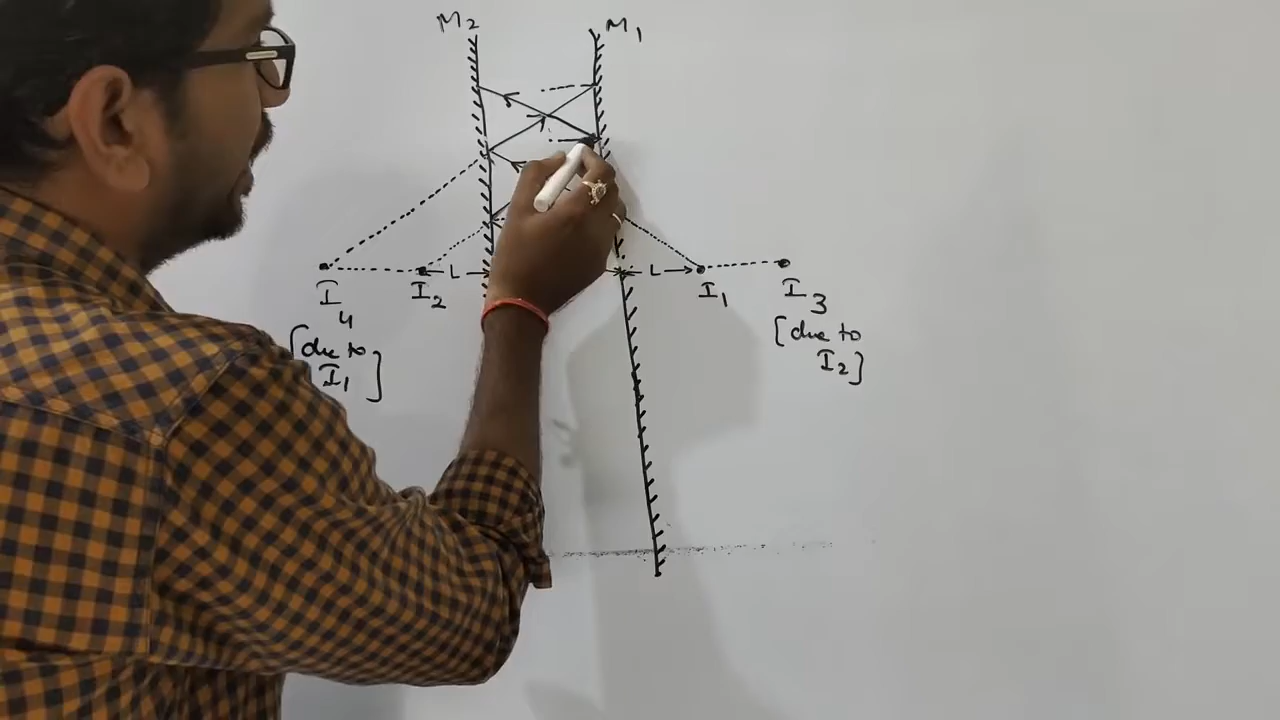 M2 M1
L L
I4 I2 I1 I3
[due to
I1]
[due to
I2]